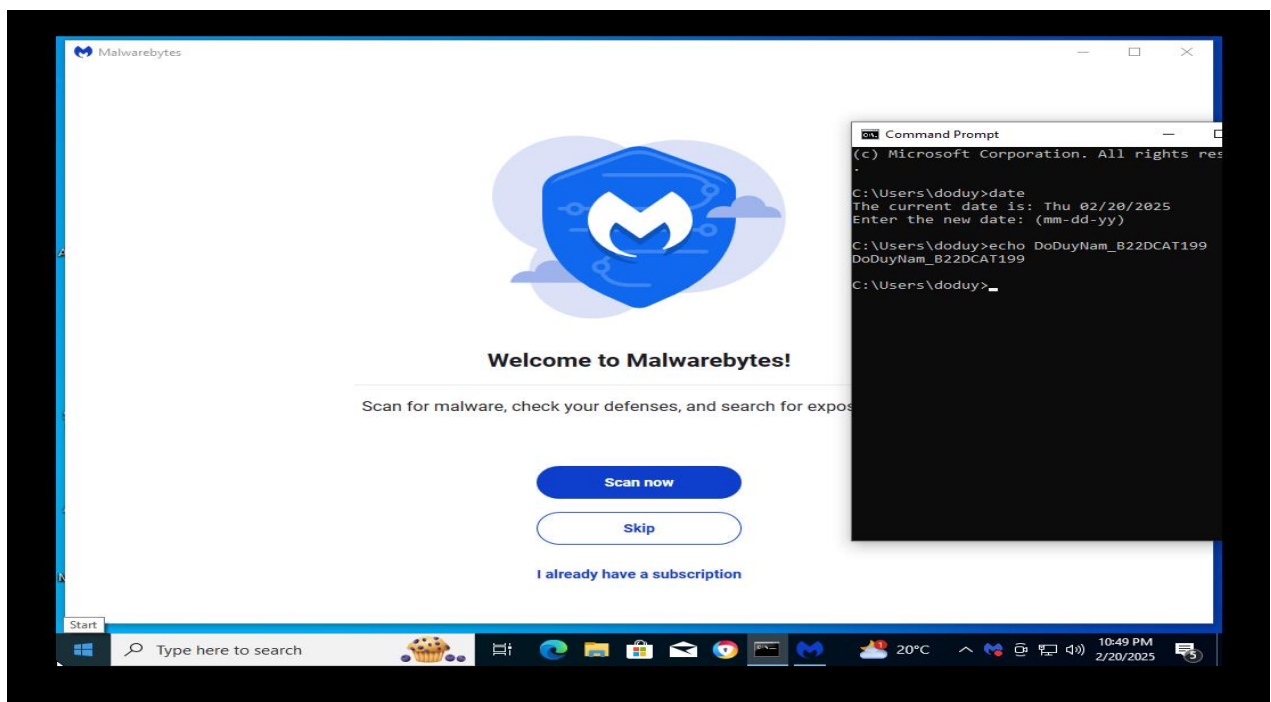 Malwarebytes
Command Prompt
(c) Microsoft Corporation. All rights res
.
C:\Users\doduy>date
The current date is: Thu 02/20/2025
Enter the new date: (mm-dd-yy)
C:\Users\doduy>echo DoDuyNam_B22DCAT199
DoDuyNam_B22DCAT199
C:\Users\doduy>
Welcome to Malwarebytes!
Scan for malware, check your defenses, and search for expos
Scan now
Skip
I already have a subscription
Start
Type here to search
20°C
10:49 PM
2/20/2025
5